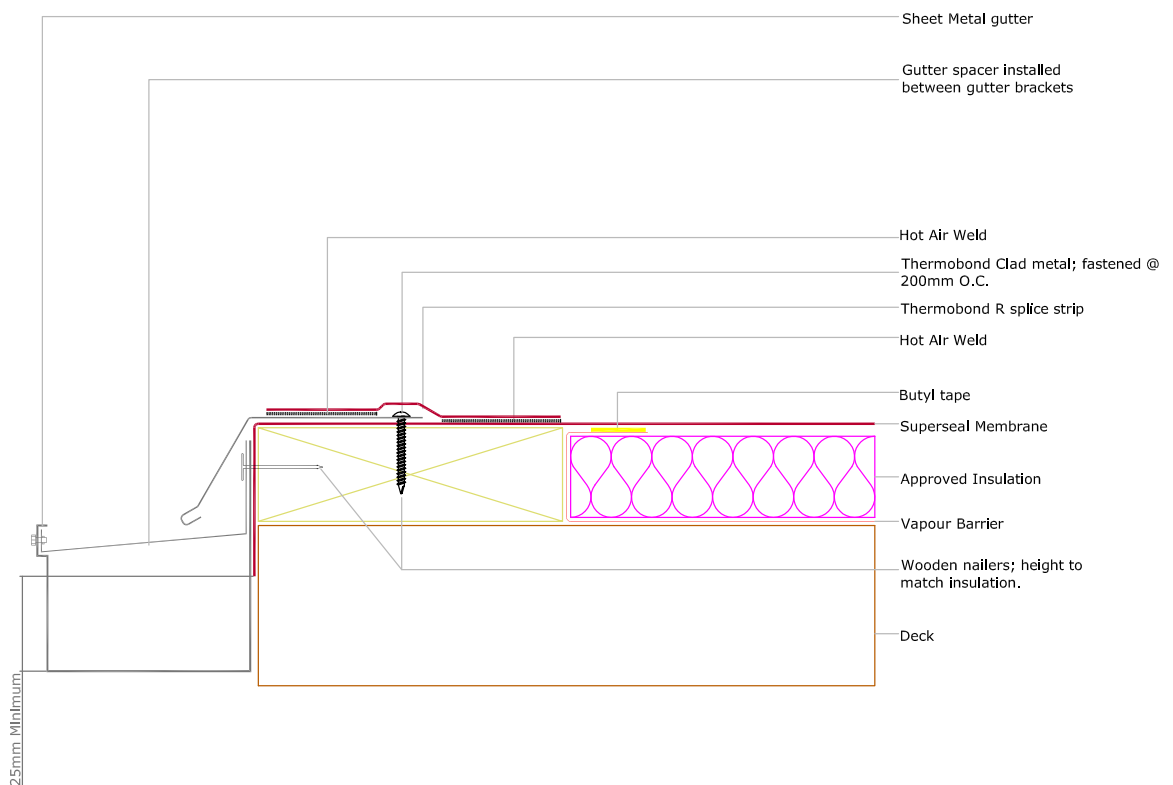 Sheet Metal gutter
Gutter spacer installed
between gutter brackets
Hot Air Weld
Thermobond Clad metal; fastened @
200mm O.C.
Thermobond R splice strip
Hot AIr Weld
Butyl tape
Superseal Membrane
Approved Insulation
Vapour Barrier
Wooden nailers; height to
match insulation.
Deck
25mm Minimum